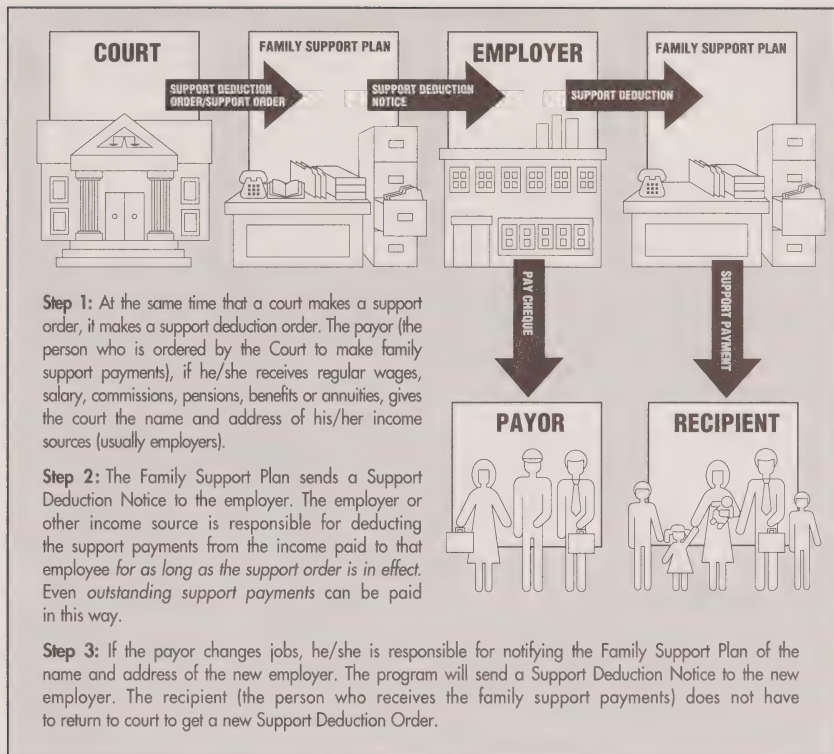 COURT
FAMILY SUPPORT PLAN
EMPLOYER
FAMILY SUPPORT PLAN
SUPPORT DEDUCTION
ORDER/SUPPORT ORDER
SUPPORT DEDUCTION
NOTICE
SUPPORT DEDUCTION
PAY CHEQUE
SUPPORT PAYMENT
PAYOR
RECIPIENT
Step 1: At the same time that a court makes a support
order, it makes a support deduction order. The payor (the
person who is ordered by the Court to make family
support payments), if he/she receives regular wages,
salary, commissions, pensions, benefits or annuities, gives
the court the name and address of his/her income
sources (usually employers).
Step 2: The Family Support Plan sends a Support
Deduction Notice to the employer. The employer or
other income source is responsible for deducting
the support payments from the income paid to that
employee for as long as the support order is in effect.
Even outstanding support payments can be paid
in this way.
Step 3: If the payor changes jobs, he/she is responsible for notifying the Family Support Plan of the
name and address of the new employer. The program will send a Support Deduction Notice to the new
employer. The recipient (the person who receives the family support payments) does not have
to return to court to get a new Support Deduction Order.